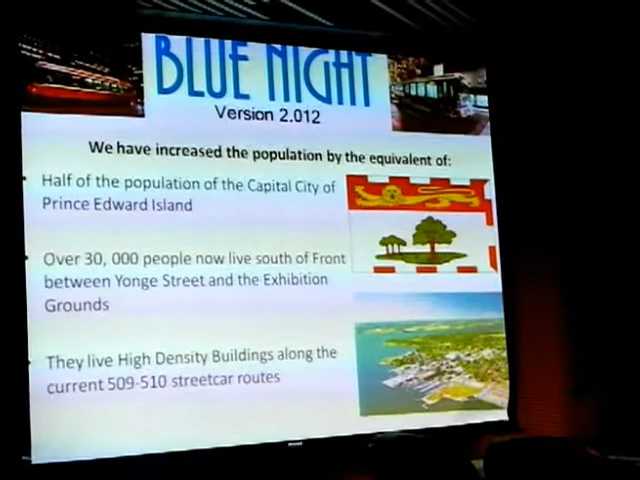 BLUE NIGHT
Version 2.012
We have increased the population by the equivalent of:
Half of the population of the Capital City of
Prince Edward Island
Over 30, 000 people now live south of Front
between Yonge Street and the Exhibition
Grounds
They live High Density Buildings along the
current 509-510 streetcar routes